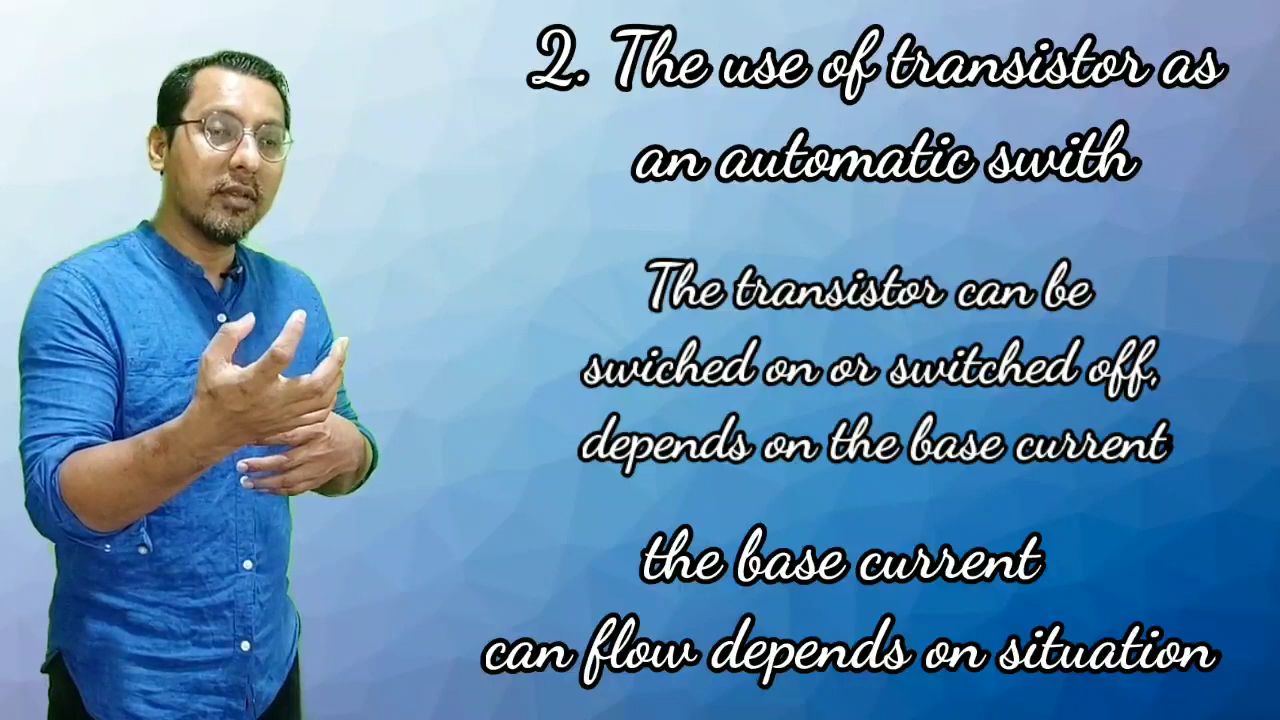 2. The use of transistor as
an automatic swith
The transistor can be
swiched on or switched off,
depends on the base current
the base current
can flow depends on situation